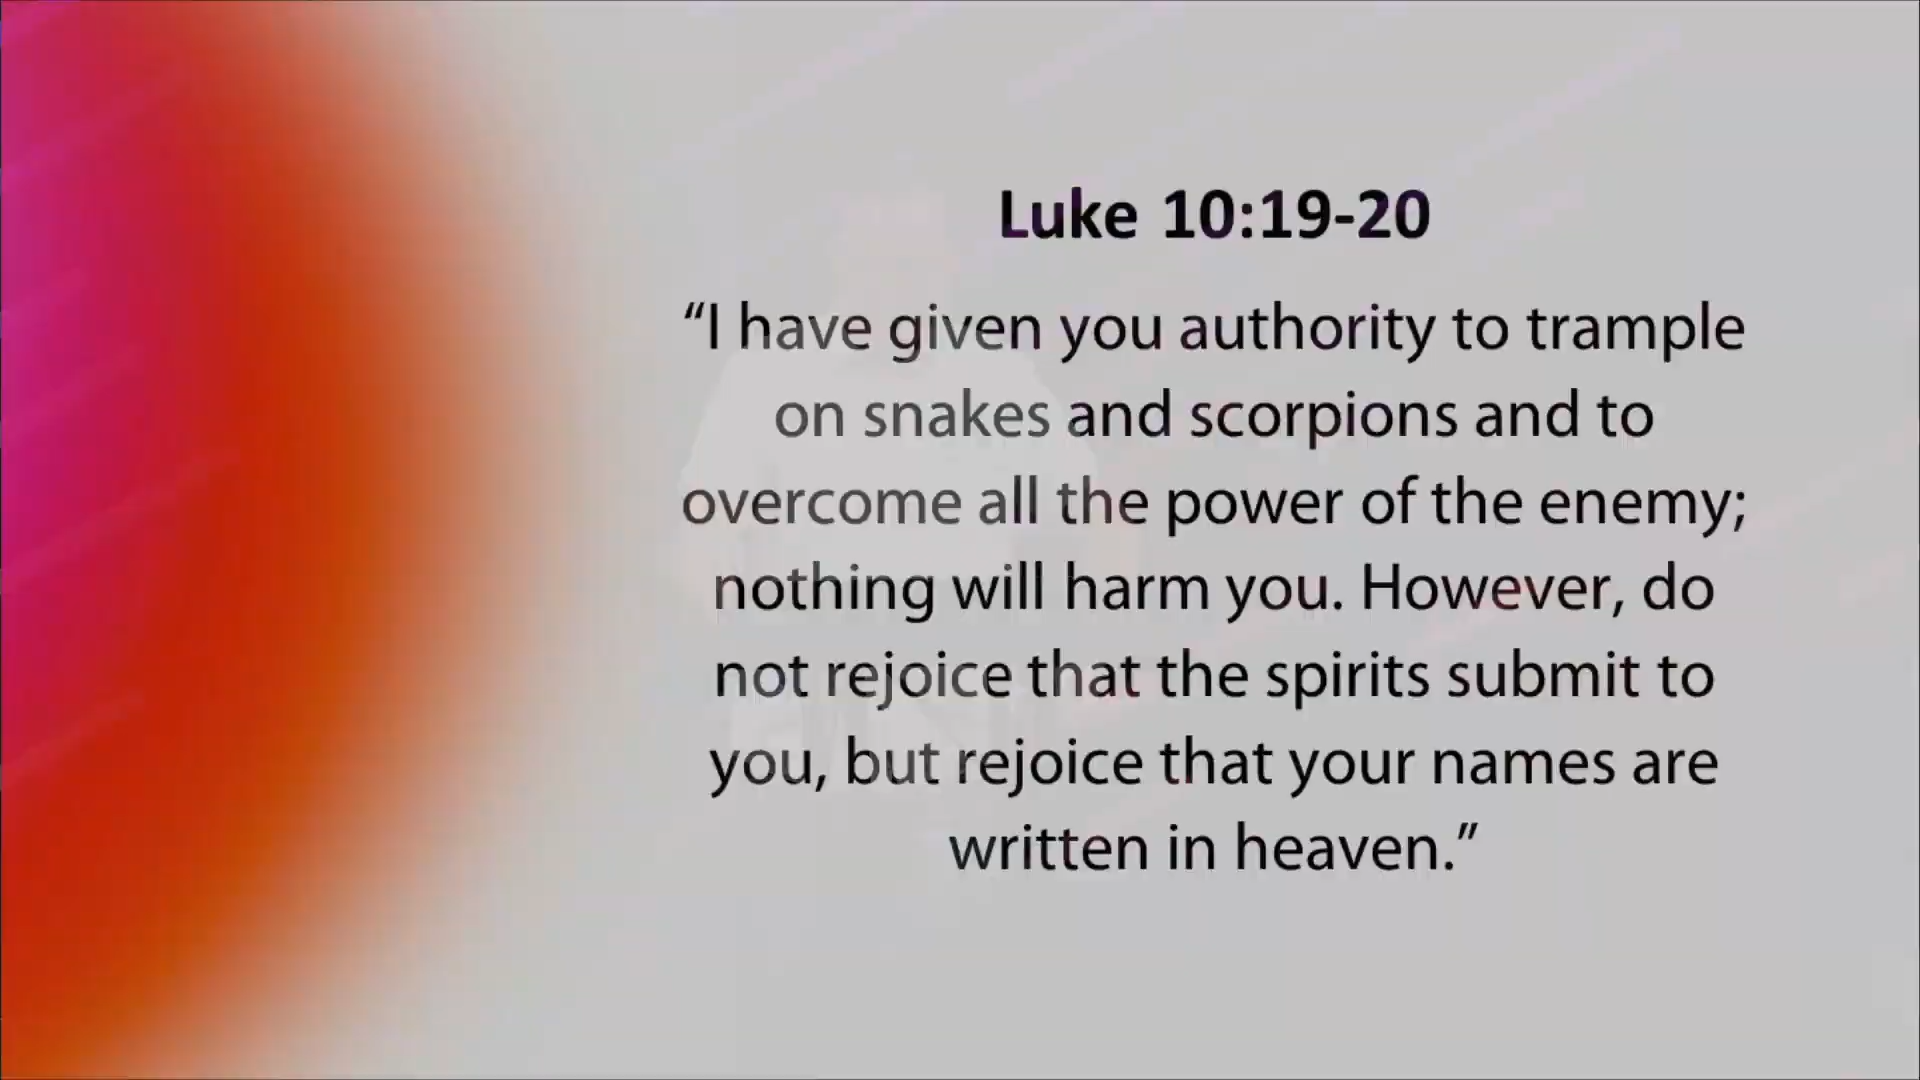 Luke 10:19-20
“I have given you authority to trample
on snakes and scorpions and to
overcome all the power of the enemy;
nothing will harm you. However, do
not rejoice that the spirits submit to
you, but rejoice that your names are
written in heaven.”